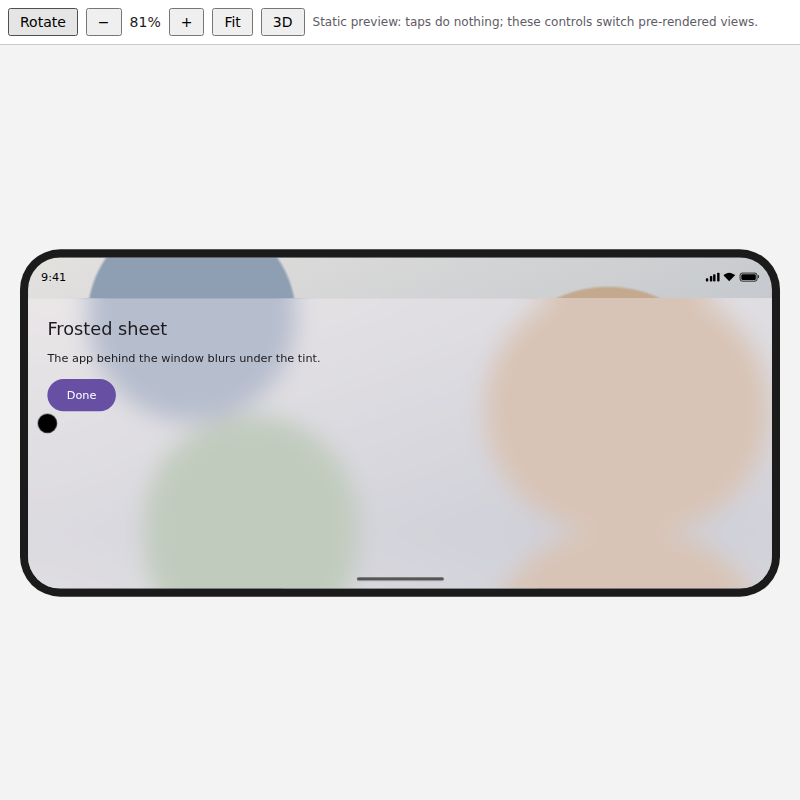 Rotate − 81% + Fit 3D Static preview: taps do nothing; these controls switch pre-rendered views.
9:41
Frosted sheet
The app behind the window blurs under the tint.
Done